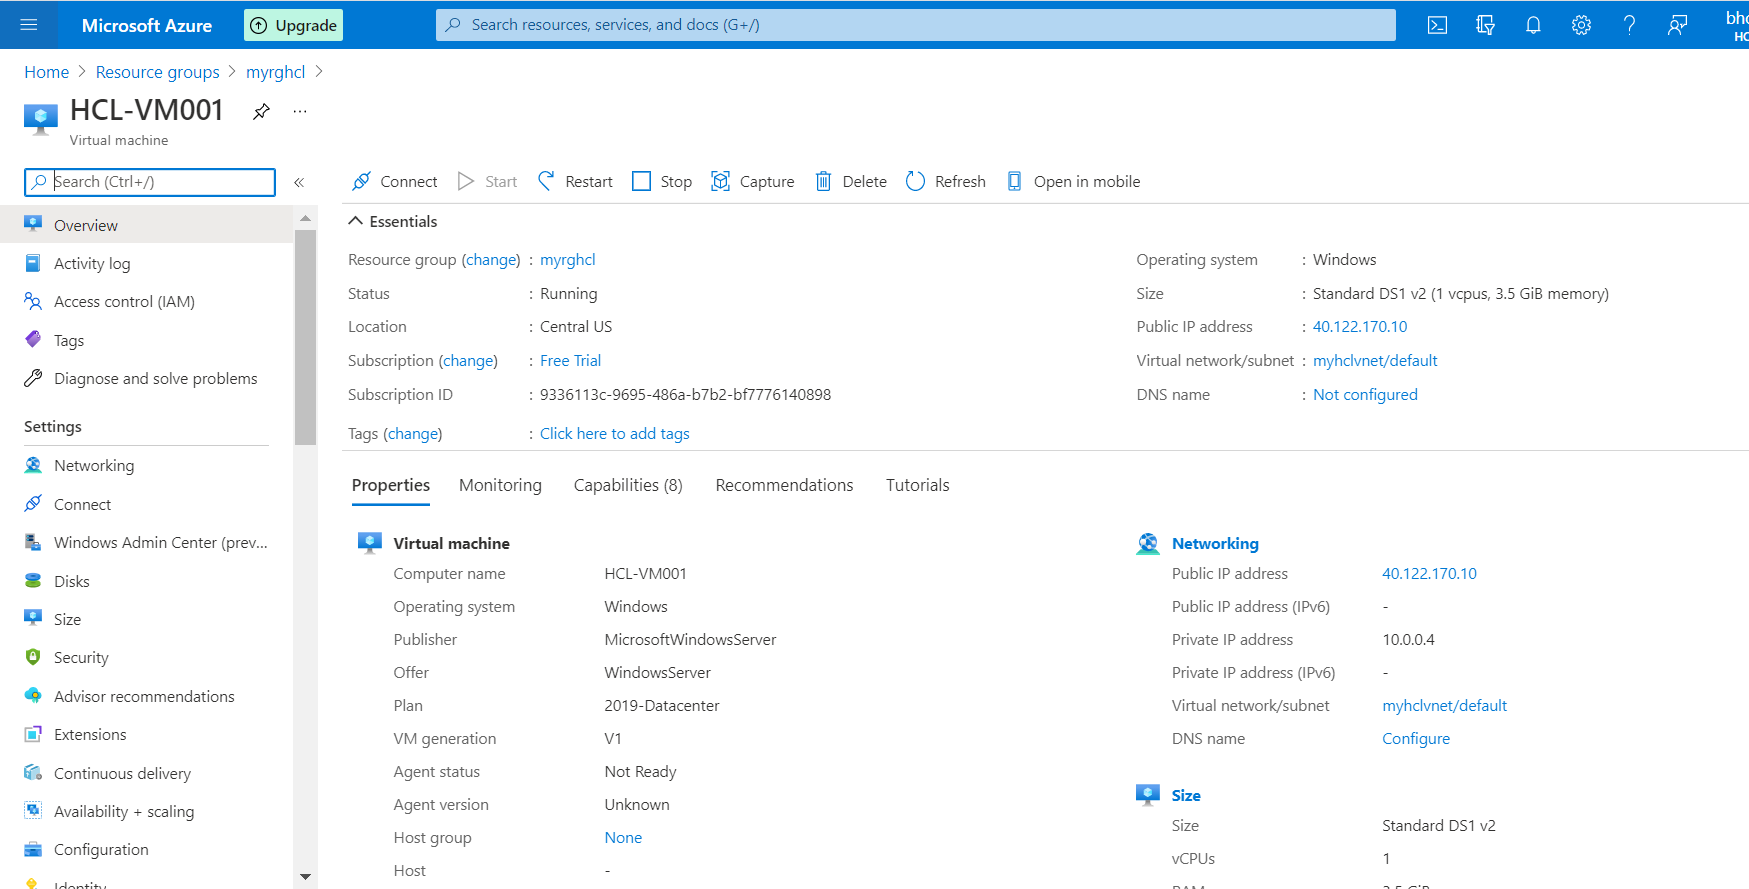 Microsoft Azure
Upgrade
Search resources, services, and docs (G+/)
Home > Resource groups > myrghcl >
HCL-VM001
...
Virtual machine
Search (Ctrl+/)
«
Connect Start Restart Stop Capture Delete Refresh Open in mobile
Overview
Activity log
Access control (IAM)
Tags
Diagnose and solve problems
Settings
Networking
Connect
Windows Admin Center (prev...
Disks
Size
Security
Advisor recommendations
Extensions
Continuous delivery
Availability + scaling
Configuration
Identity
Essentials
Resource group (change) : myrghcl
Status : Running
Location : Central US
Subscription (change) : Free Trial
Subscription ID : 9336113c-9695-486a-b7b2-bf7776140898
Tags (change) : Click here to add tags
Operating system : Windows
Size : Standard DS1 v2 (1 vcpus, 3.5 GiB memory)
Public IP address : 40.122.170.10
Virtual network/subnet : myhclvnet/default
DNS name : Not configured
Properties Monitoring Capabilities (8) Recommendations Tutorials
Virtual machine
Computer name HCL-VM001
Operating system Windows
Publisher MicrosoftWindowsServer
Offer WindowsServer
Plan 2019-Datacenter
VM generation V1
Agent status Not Ready
Agent version Unknown
Host group None
Host -
Networking
Public IP address 40.122.170.10
Public IP address (IPv6) -
Private IP address 10.0.0.4
Private IP address (IPv6) -
Virtual network/subnet myhclvnet/default
DNS name Configure
Size
Size Standard DS1 v2
vCPUs 1
RAM 3.5 GiB